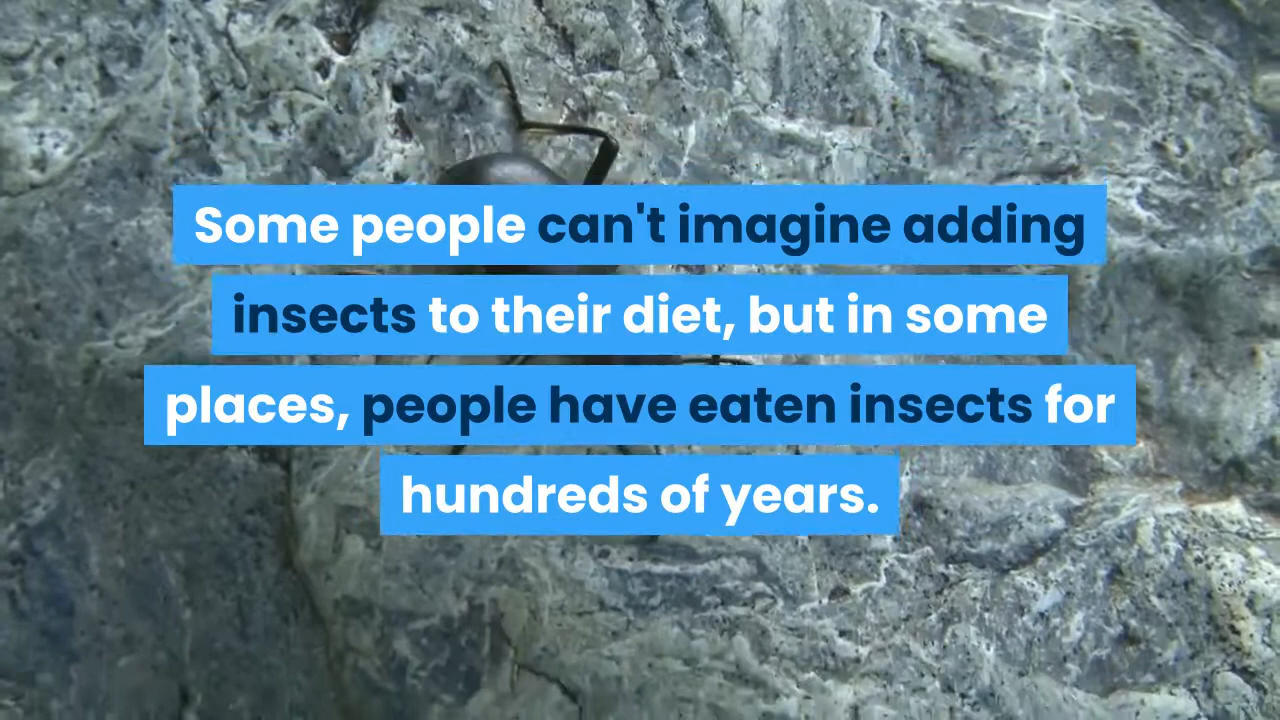 Some people can't imagine adding
insects to their diet, but in some
places, people have eaten insects for
hundreds of years.